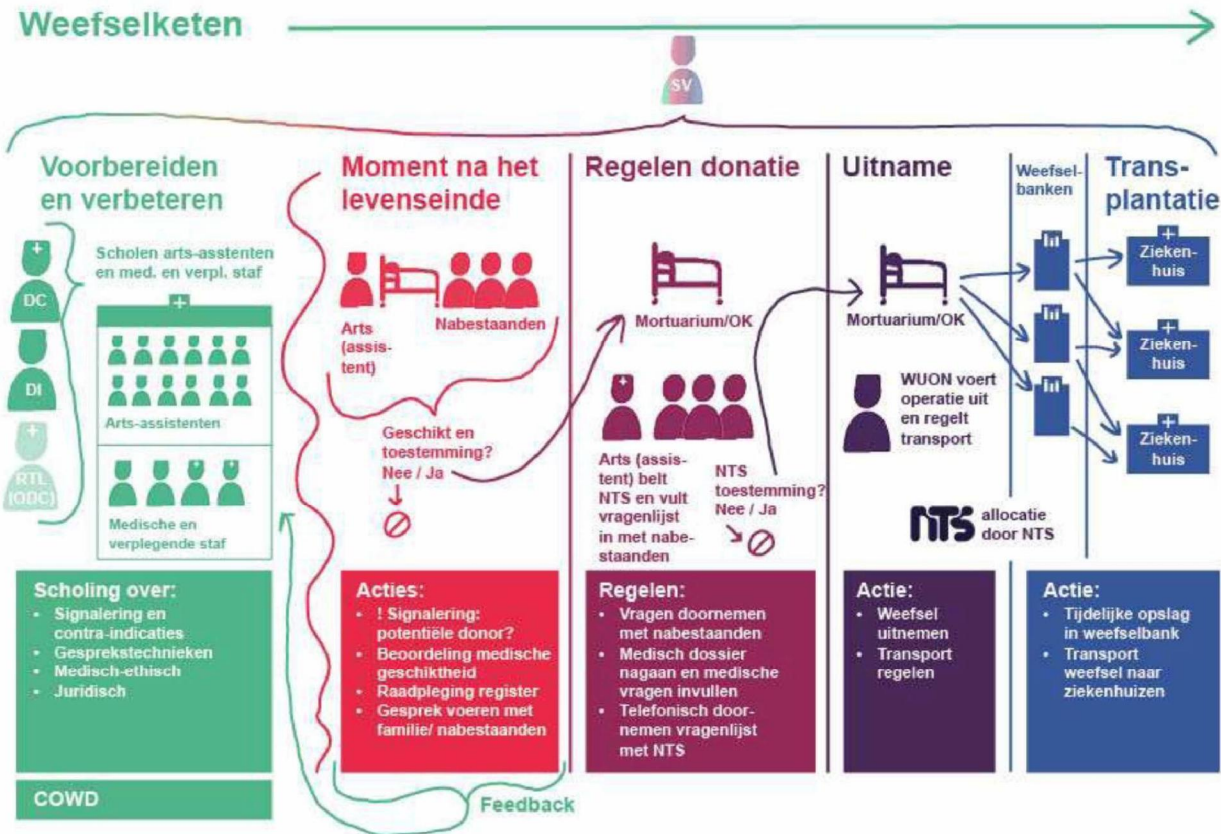 Weefselketen
SV
Voorbereiden
en verbeteren
DC
DI
RTL
(ODC)
Scholen arts-asstenten
en med. en verpl. staf
Arts-assistenten
Medische en
verplegende staf
Scholing over:
• Signalering en
contra-indicaties
• Gesprekstechnieken
• Medisch-ethisch
• Juridisch
COWD
Moment na het
levenseinde
Arts
(assis-
tent)
Nabestaanden
Geschikt en
toestemming?
Nee / Ja
Acties:
• ! Signalering:
potentiële donor?
• Beoordeling medische
geschiktheid
• Raadpleging register
• Gesprek voeren met
familie/ nabestaanden
Feedback
Regelen donatie
Mortuarium/OK
Arts (assis-
tent) belt
NTS en vult
vragenlijst
in met nabe-
staanden
NTS
toestemming?
Nee / Ja
Regelen:
• Vragen doornemen
met nabestaanden
• Medisch dossier
nagaan en medische
vragen invullen
• Telefonisch door-
nemen vragenlijst
met NTS
Uitname
Mortuarium/OK
WUON voert
operatie uit
en regelt
transport
NTS allocatie
door NTS
Actie:
• Weefsel
uitnemen
• Transport
regelen
Weefsel-
banken
Trans-
plantatie
Zieken-
huis
Zieken-
huis
Zieken-
huis
Actie:
• Tijdelijke opslag
in weefselbank
• Transport
weefsel naar
ziekenhuizen